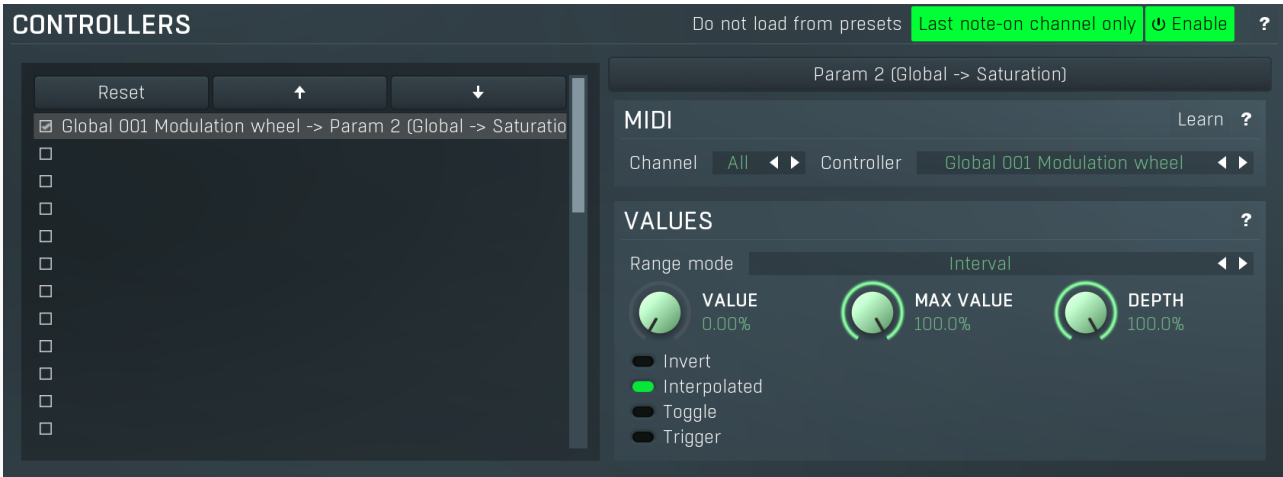 CONTROLLERS
Do not load from presets Last note-on channel only Enable ?
Reset
Global 001 Modulation wheel -> Param 2 (Global -> Saturatio
Param 2 (Global -> Saturation)
MIDI Learn ?
Channel All Controller Global 001 Modulation wheel
VALUES ?
Range mode Interval
VALUE MAX VALUE DEPTH
0.00% 100.0% 100.0%
Invert
Interpolated
Toggle
Trigger